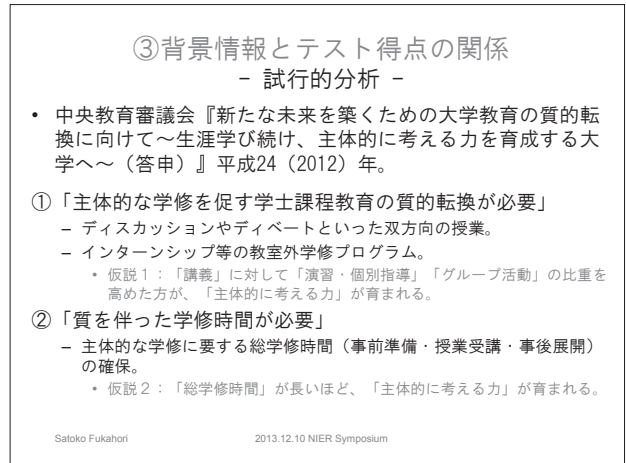 ③背景情報とテスト得点の関係
- 試行的分析 -
• 中央教育審議会『新たな未来を築くための大学教育の質的転
換に向けて～生涯学び続け、主体的に考える力を育成する大
学へ～（答申）』平成24（2012）年。
①「主体的な学修を促す学士課程教育の質的転換が必要」
– ディスカッションやディベートといった双方向の授業。
– インターンシップ等の教室外学修プログラム。
• 仮説１：「講義」に対して「演習・個別指導」「グループ活動」の比重を
高めた方が、「主体的に考える力」が育まれる。
②「質を伴った学修時間が必要」
– 主体的な学修に要する総学修時間（事前準備・授業受講・事後展開）
の確保。
• 仮説２：「総学修時間」が長いほど、「主体的に考える力」が育まれる。
Satoko Fukahori 2013.12.10 NIER Symposium